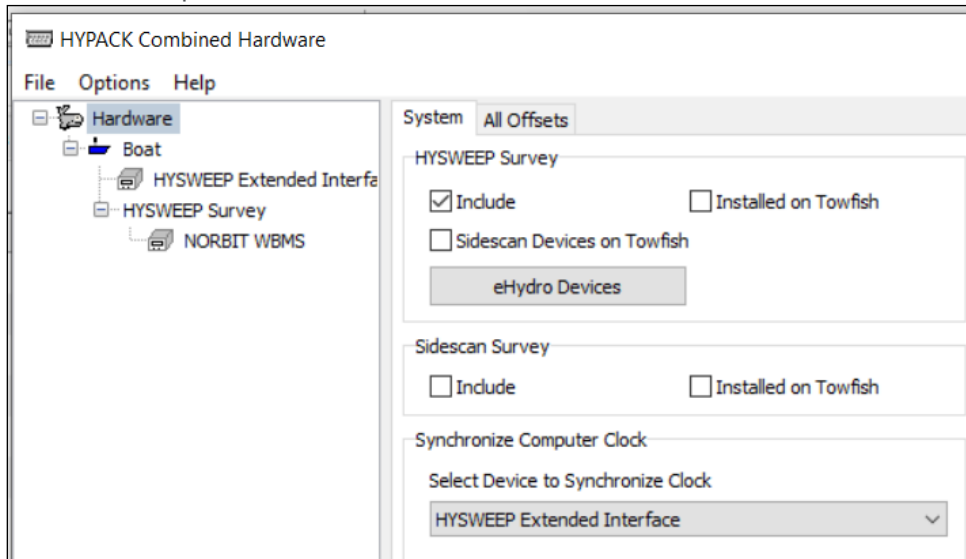 HYPACK Combined Hardware
File Options Help
Hardware
Boat
HYSWEEP Extended Interfa
HYSWEEP Survey
NORBIT WBMS
System All Offsets
HYSWEEP Survey
Include Installed on Towfish
Sidescan Devices on Towfish
eHydro Devices
Sidescan Survey
Include Installed on Towfish
Synchronize Computer Clock
Select Device to Synchronize Clock
HYSWEEP Extended Interface